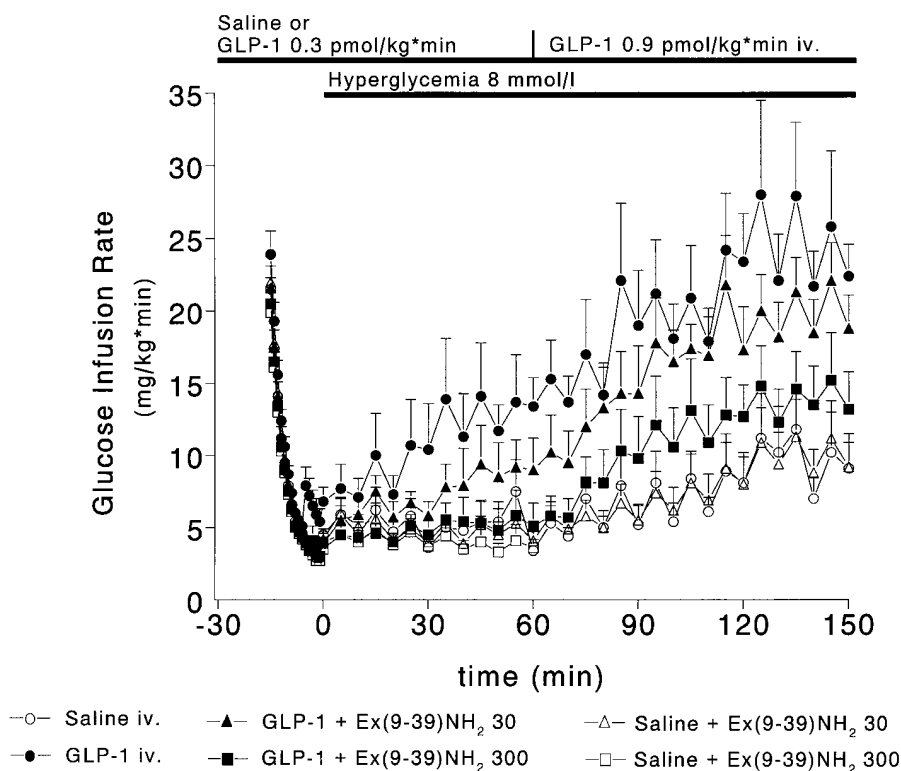 Saline or
GLP-1 0.3 pmol/kg*min
GLP-1 0.9 pmol/kg*min iv.
Hyperglycemia 8 mmol/l
35
30
25
20
15
10
5
0
Glucose Infusion Rate
(mg/kg*min)
-30 0 30 60 90 120 150
time (min)
Saline iv. GLP-1 + Ex(9-39)NH₂ 30 Saline + Ex(9-39)NH₂ 30
GLP-1 iv. GLP-1 + Ex(9-39)NH₂ 300 Saline + Ex(9-39)NH₂ 300